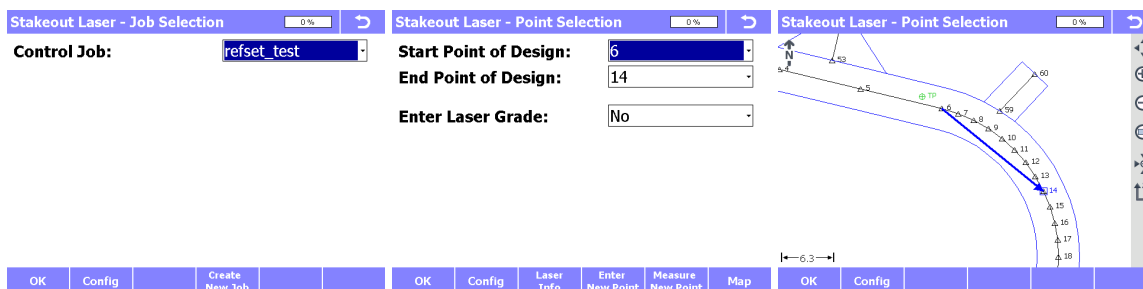 Stakeout Laser - Job Selection
0 %
Control Job:
refset_test
OK
Config
Create
New Job
Stakeout Laser - Point Selection
0 %
Start Point of Design:
6
End Point of Design:
14
Enter Laser Grade:
No
OK
Config
Laser
Info
Enter
New Point
Measure
New Point
Map
Stakeout Laser - Point Selection
0 %
N
53
4
5
TP
60
59
6
7
8
9
10
11
12
13
14
15
16
17
18
6.3
OK
Config